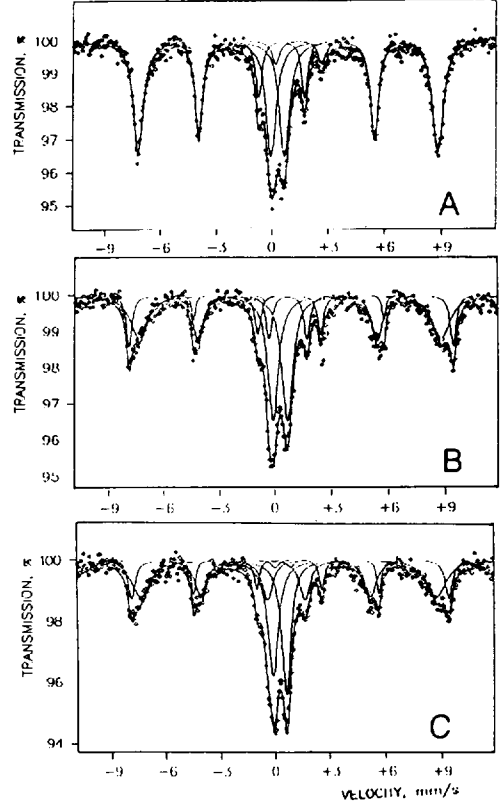 TRANSMISSION, %
100
99
98
97
96
95
A
−9 −6 −3 0 +3 +6 +9
TRANSMISSION, %
100
99
98
97
96
95
B
−9 −6 −3 0 +3 +6 +9
TRANSMISSION, %
100
98
96
94
C
−9 −6 −3 0 +3 +6 +9
VELOCITY, mm/s